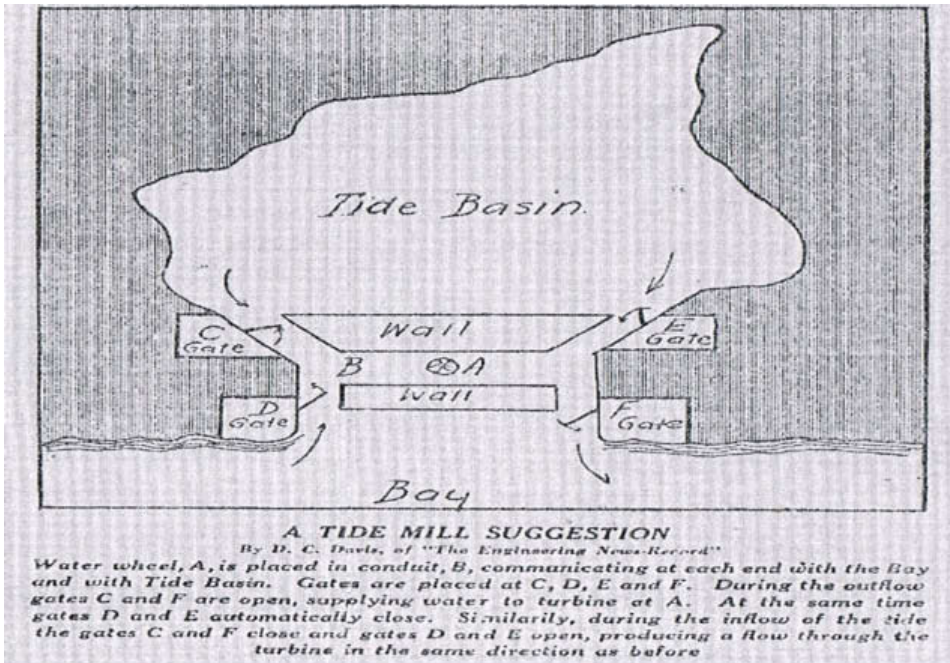 Tide Basin.
Wall
C
Gate
E
Gate
B
A
Wall
D
Gate
F
Gate
Bay
A TIDE MILL SUGGESTION
By D. C. Davis, of "The Engineering News-Record"
Water wheel, A, is placed in conduit, B, communicating at each end with the Bay
and with Tide Basin. Gates are placed at C, D, E and F. During the outflow
gates C and F are open, supplying water to turbine at A. At the same time
gates D and E automatically close. Similarily, during the inflow of the tide
the gates C and F close and gates D and E open, producing a flow through the
turbine in the same direction as before